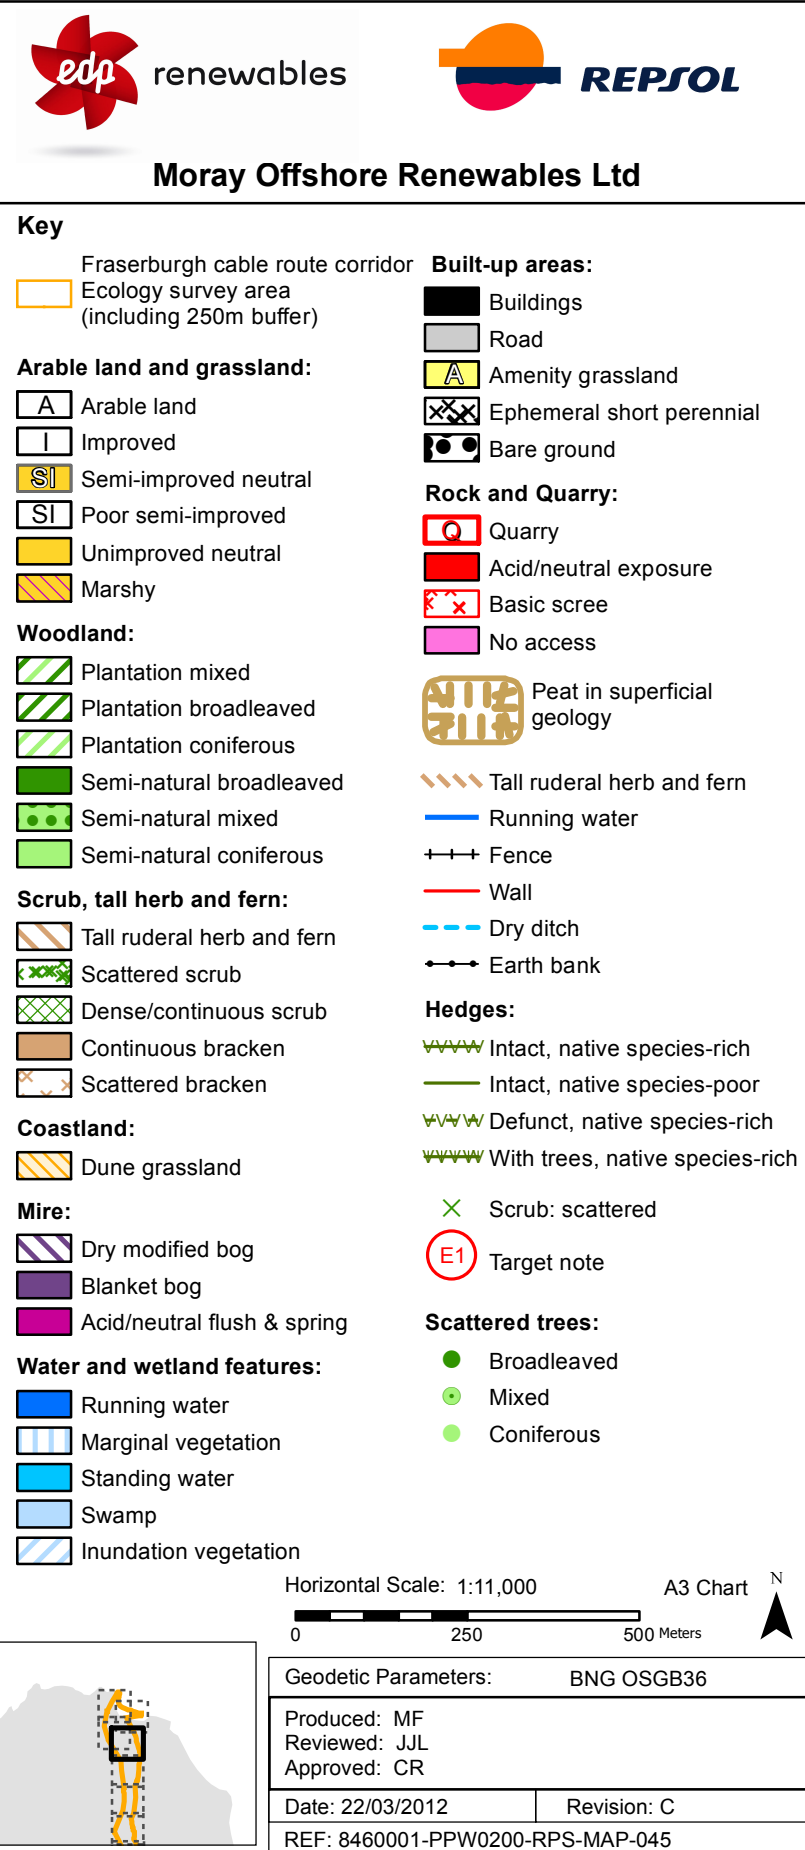 edp renewables
REPSOL
Moray Offshore Renewables Ltd
Key
Fraserburgh cable route corridor
Ecology survey area
(including 250m buffer)
Arable land and grassland:
A Arable land
I Improved
SI Semi-improved neutral
SI Poor semi-improved
Unimproved neutral
Marshy
Woodland:
Plantation mixed
Plantation broadleaved
Plantation coniferous
Semi-natural broadleaved
Semi-natural mixed
Semi-natural coniferous
Scrub, tall herb and fern:
Tall ruderal herb and fern
Scattered scrub
Dense/continuous scrub
Continuous bracken
Scattered bracken
Coastland:
Dune grassland
Mire:
Dry modified bog
Blanket bog
Acid/neutral flush & spring
Water and wetland features:
Running water
Marginal vegetation
Standing water
Swamp
Inundation vegetation
Built-up areas:
Buildings
Road
A Amenity grassland
Ephemeral short perennial
Bare ground
Rock and Quarry:
Q Quarry
Acid/neutral exposure
Basic scree
No access
Peat in superficial
geology
Tall ruderal herb and fern
Running water
Fence
Wall
Dry ditch
Earth bank
Hedges:
Intact, native species-rich
Intact, native species-poor
Defunct, native species-rich
With trees, native species-rich
Scrub: scattered
E1 Target note
Scattered trees:
Broadleaved
Mixed
Coniferous
Horizontal Scale: 1:11,000 A3 Chart N
0 250 500 Meters
Geodetic Parameters: BNG OSGB36
Produced: MF
Reviewed: JJL
Approved: CR
Date: 22/03/2012 Revision: C
REF: 8460001-PPW0200-RPS-MAP-045